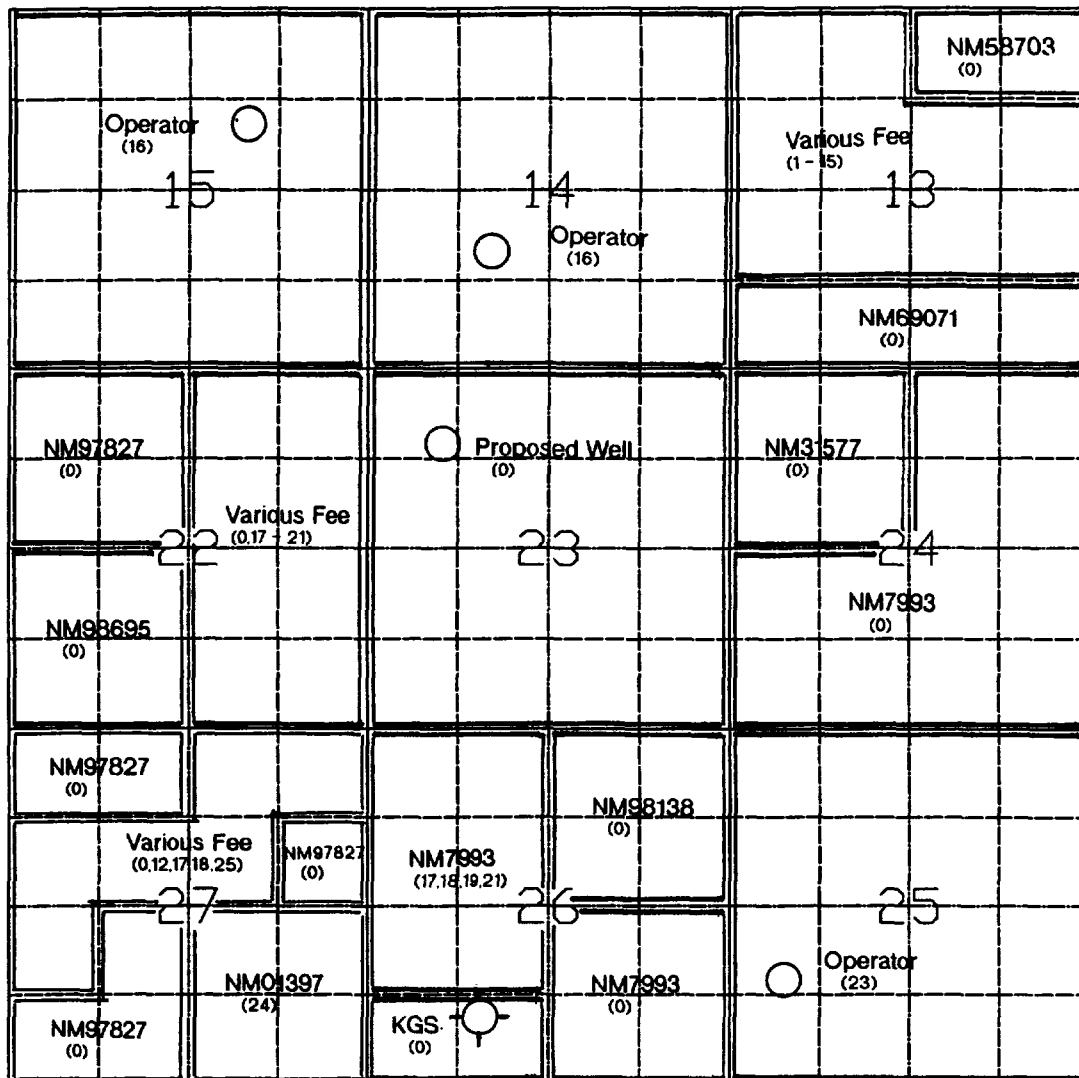 NM58703
(0)
Operator
(16)
Various Fee
(1 - 15)
15
14
13
Operator
(16)
NM69071
(0)
NM97827
(0)
Proposed Well
(0)
NM31577
(0)
Various Fee
(0,17 - 21)
22
23
24
NM98695
(0)
NM7993
(0)
NM97827
(0)
NM98138
(0)
Various Fee
(0,12,17,18,25)
NM97827
(0)
NM7993
(17,18,19,21)
27
26
25
NM01397
(24)
NM7993
(0)
Operator
(23)
NM97827
(0)
KGS
(0)